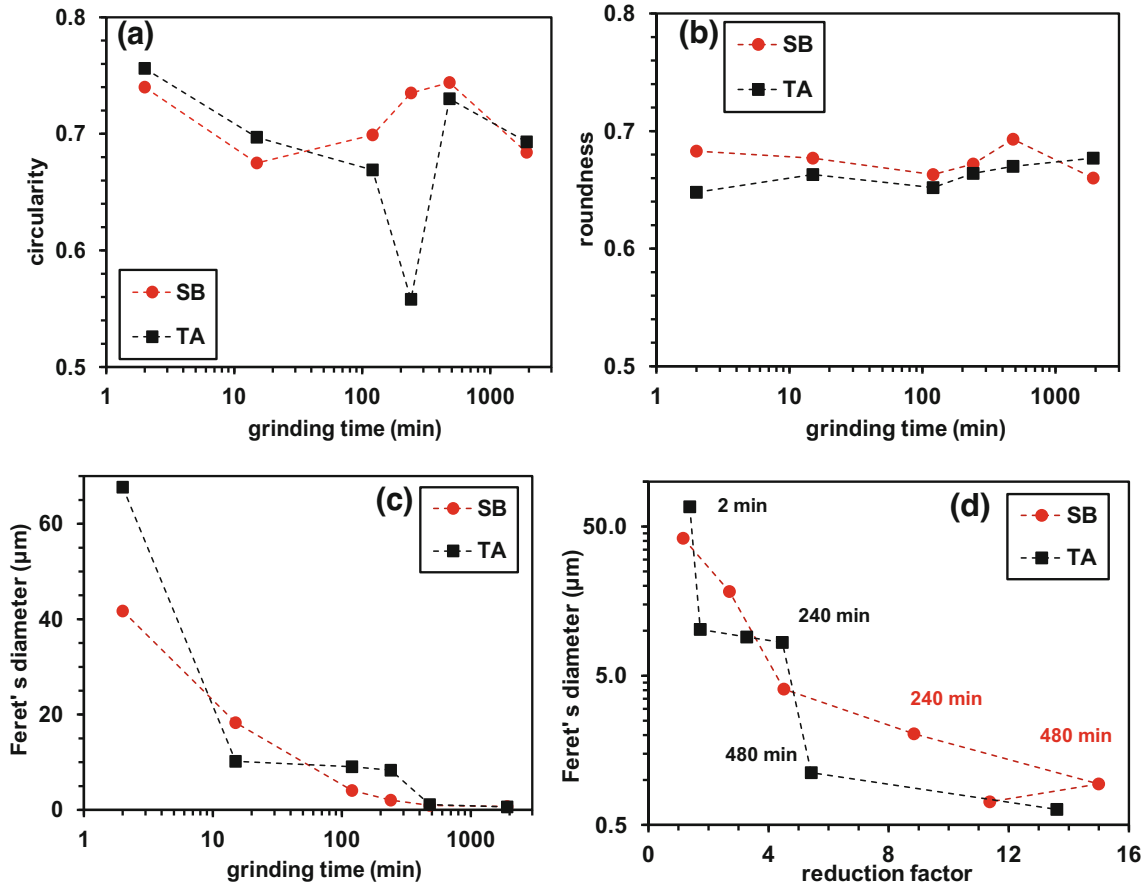 (a)
0.8
0.7
0.6
0.5
circularity
SB
TA
1 10 100 1000
grinding time (min)
(b)
0.8
0.7
0.6
0.5
roundness
SB
TA
1 10 100 1000
grinding time (min)
(c)
60
40
20
0
Feret' s diameter (µm)
SB
TA
1 10 100 1000
grinding time (min)
(d)
50.0
5.0
0.5
Feret' s diameter (µm)
SB
TA
2 min
240 min
240 min
480 min
480 min
0 4 8 12 16
reduction factor